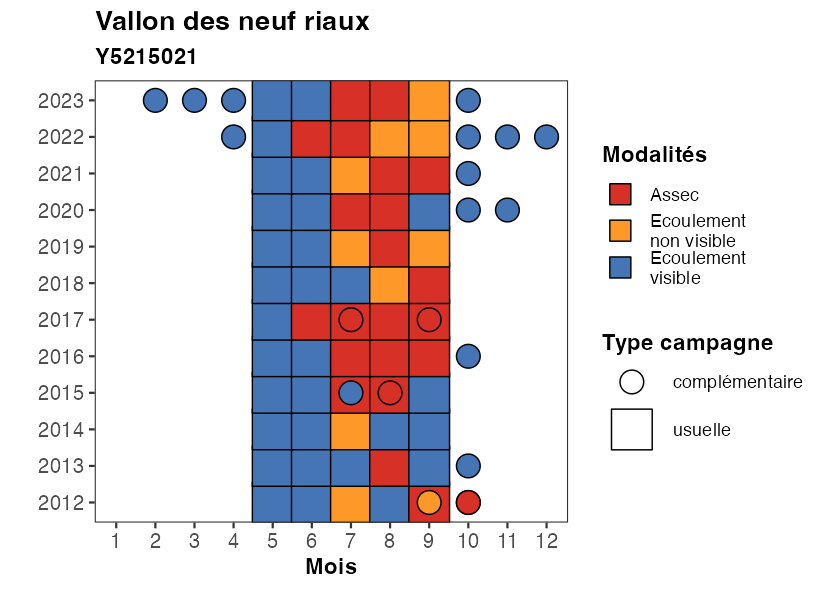 Vallon des neuf riaux
Y5215021
2023
2022
2021
2020
2019
2018
2017
2016
2015
2014
2013
2012
1 2 3 4 5 6 7 8 9 10 11 12
Mois
Modalités
Assec
Ecoulement
non visible
Ecoulement
visible
Type campagne
complémentaire
usuelle